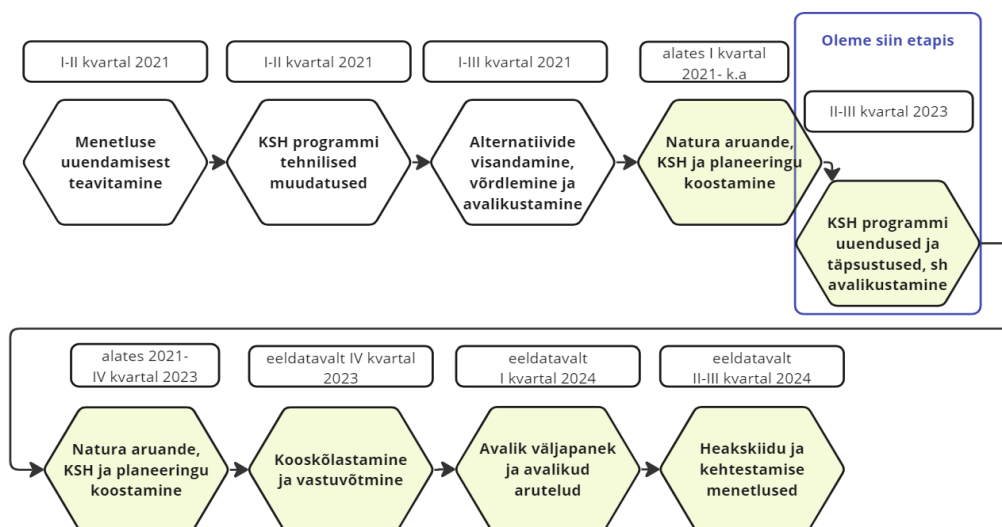 I-II kvartal 2021
Menetluse
uuendamisest
teavitamine
I-II kvartal 2021
KSH programmi
tehnilised
muudatused
I-III kvartal 2021
Alternatiivide
visandamine,
võrdlemine ja
avalikustamine
alates I kvartal
2021- k.a
Natura aruande,
KSH ja planeeringu
koostamine
Oleme siin etapis
II-III kvartal 2023
KSH programmi
uuendused ja
täpsustused, sh
avalikustamine
alates 2021-
IV kvartal 2023
Natura aruande,
KSH ja planeeringu
koostamine
eeldatavalt IV kvartal
2023
Kooskõlastamine
ja vastuvõtmine
eeldatavalt
I kvartal 2024
Avalik väljapanek
ja avalikud
arutelud
eeldatavalt
II-III kvartal 2024
Heakskiidu ja
kehtestamise
menetlused